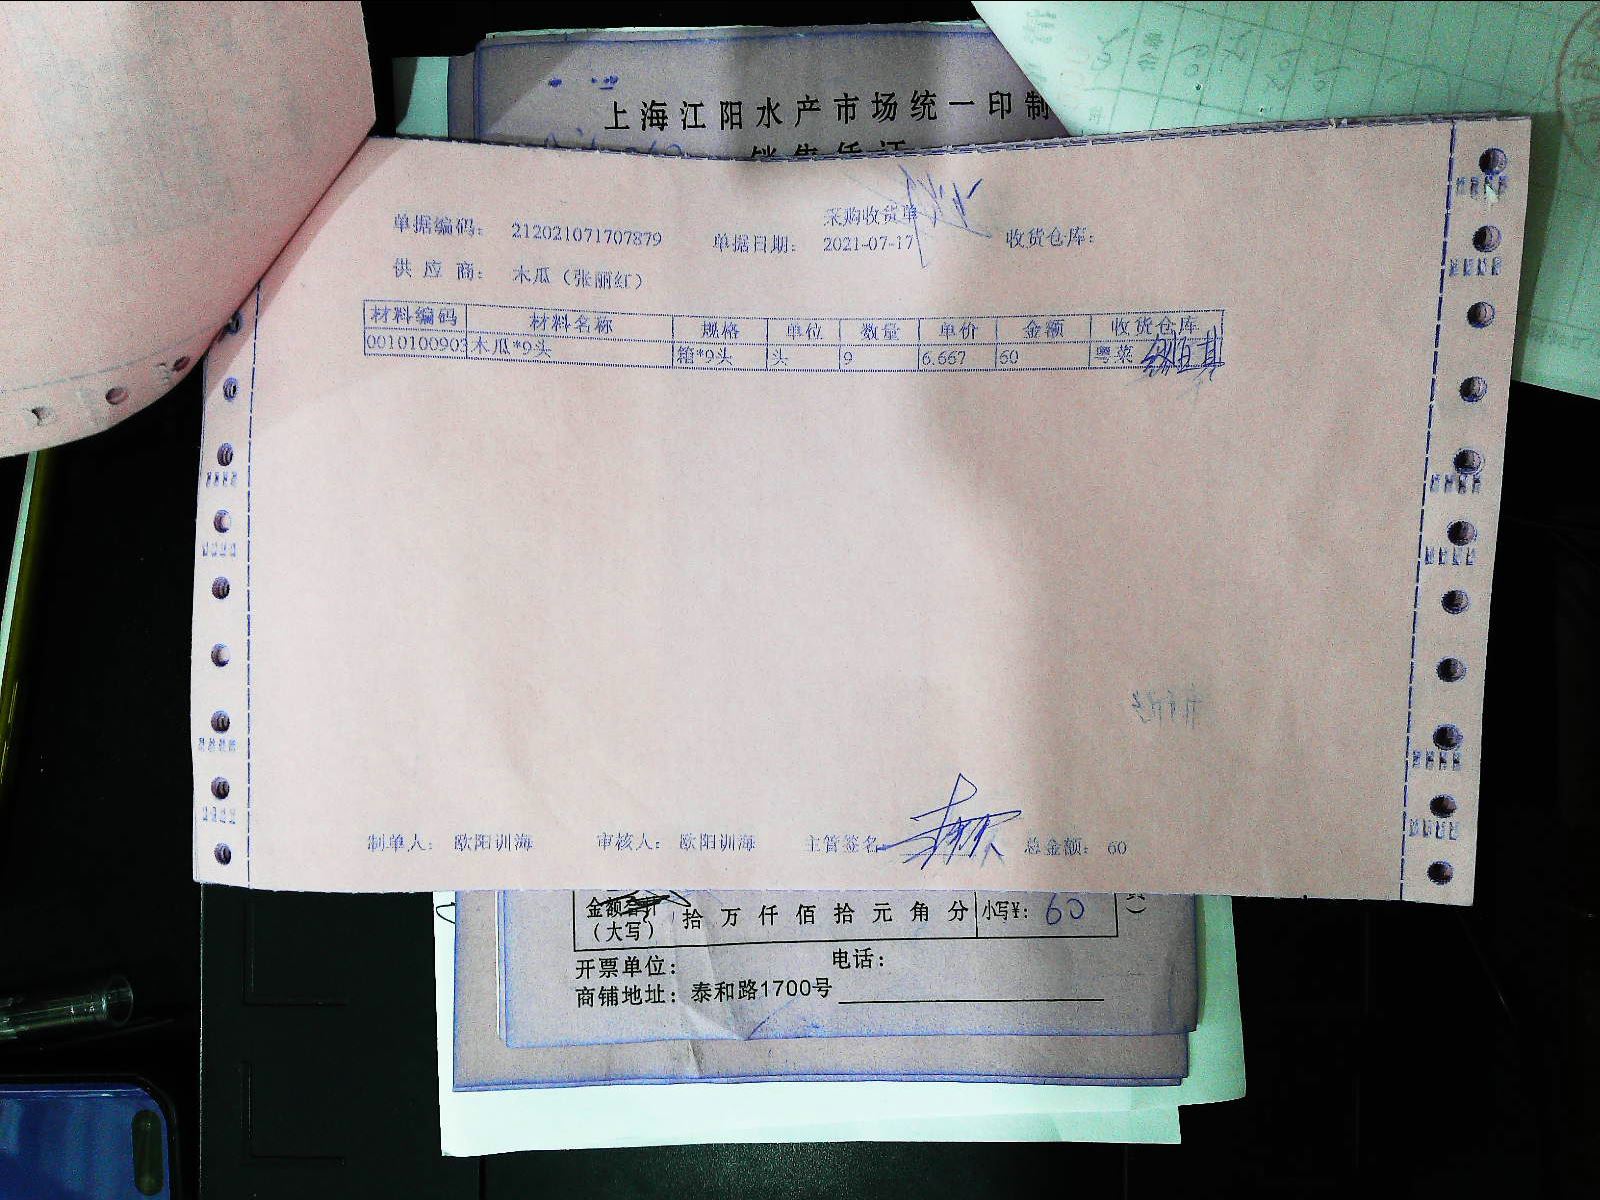 上海江阳水产市场统一印制
销售凭证
采购收货单
单据编码： 212021071707879 单据日期： 2021-07-17 收货仓库：
供应商： 木瓜（张丽红）
材料编码 材料名称 规格 单位 数量 单价 金额 收货仓库
0010100903 木瓜*9头 箱*9头 头 9 6.667 60 粤菜
制单人： 欧阳训海 审核人： 欧阳训海 主管签名： 总金额： 60
金额合计 拾万仟佰拾元角分 小写¥： 60
（大写）
开票单位： 电话：
商铺地址：泰和路1700号